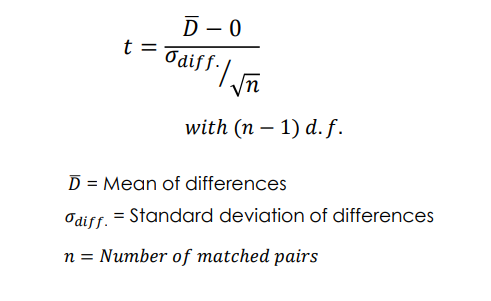 t = (D̅ − 0) / (σ_diff. / √n)
with (n − 1) d. f.
D̅ = Mean of differences
σ_diff. = Standard deviation of differences
n = Number of matched pairs